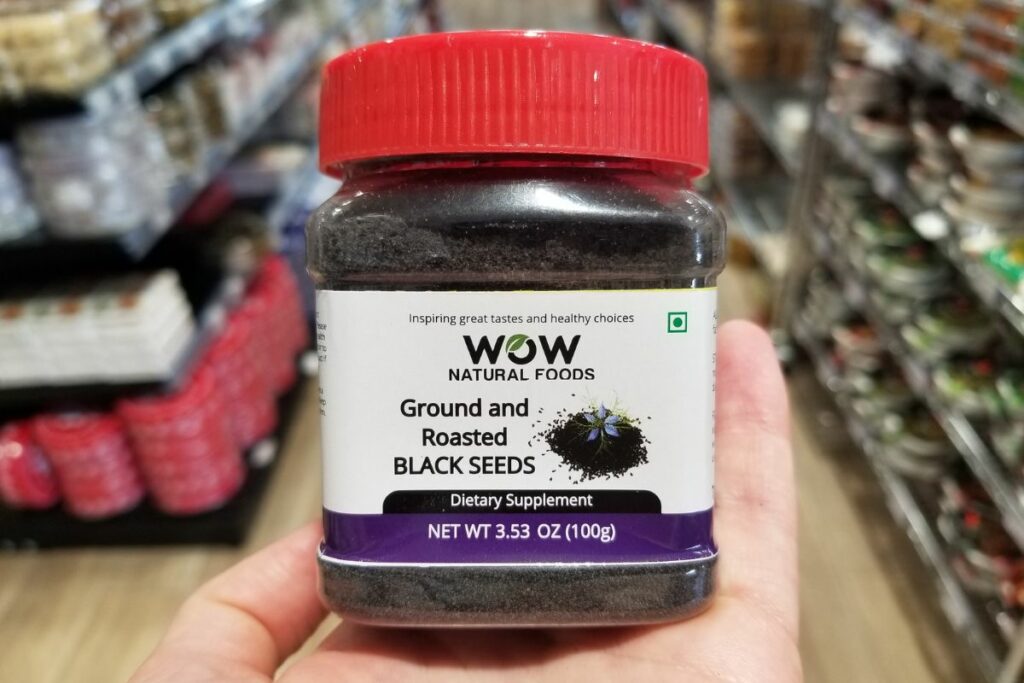 Inspiring great tastes and healthy choices
WOW
NATURAL FOODS
Ground and
Roasted
BLACK SEEDS
Dietary Supplement
NET WT 3.53 OZ (100g)